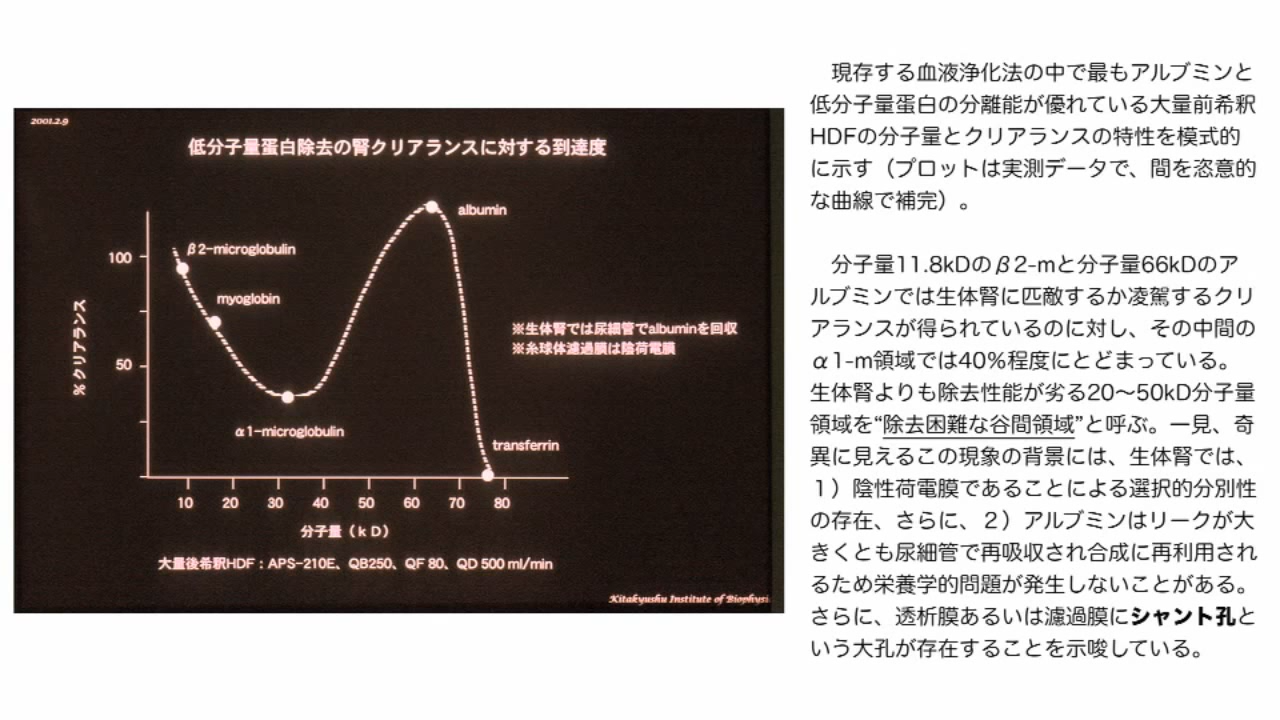 2001.2.9
低分子量蛋白除去の腎クリアランスに対する到達度
% クリアランス
100
50
β2-microglobulin
myoglobin
α1-microglobulin
albumin
transferrin
※生体腎では尿細管でalbuminを回収
※糸球体濾過膜は陰荷電膜
10 20 30 40 50 60 70 80
分子量（ｋＤ）
大量後希釈HDF：APS-210E、QB250、QF 80、QD 500 ml/min
Kitakyushu Institute of Biophysi
現存する血液浄化法の中で最もアルブミンと
低分子量蛋白の分離能が優れている大量前希釈
HDFの分子量とクリアランスの特性を模式的
に示す（プロットは実測データで、間を恣意的
な曲線で補完）。
分子量11.8kDのβ2-mと分子量66kDのア
ルブミンでは生体腎に匹敵するか凌駕するクリ
アランスが得られているのに対し、その中間の
α1-m領域では40%程度にとどまっている。
生体腎よりも除去性能が劣る20〜50kD分子量
領域を“除去困難な谷間領域”と呼ぶ。一見、奇
異に見えるこの現象の背景には、生体腎では、
１）陰性荷電膜であることによる選択的分別性
の存在、さらに、２）アルブミンはリークが大
きくとも尿細管で再吸収され合成に再利用され
るため栄養学的問題が発生しないことがある。
さらに、透析膜あるいは濾過膜にシャント孔と
いう大孔が存在することを示唆している。